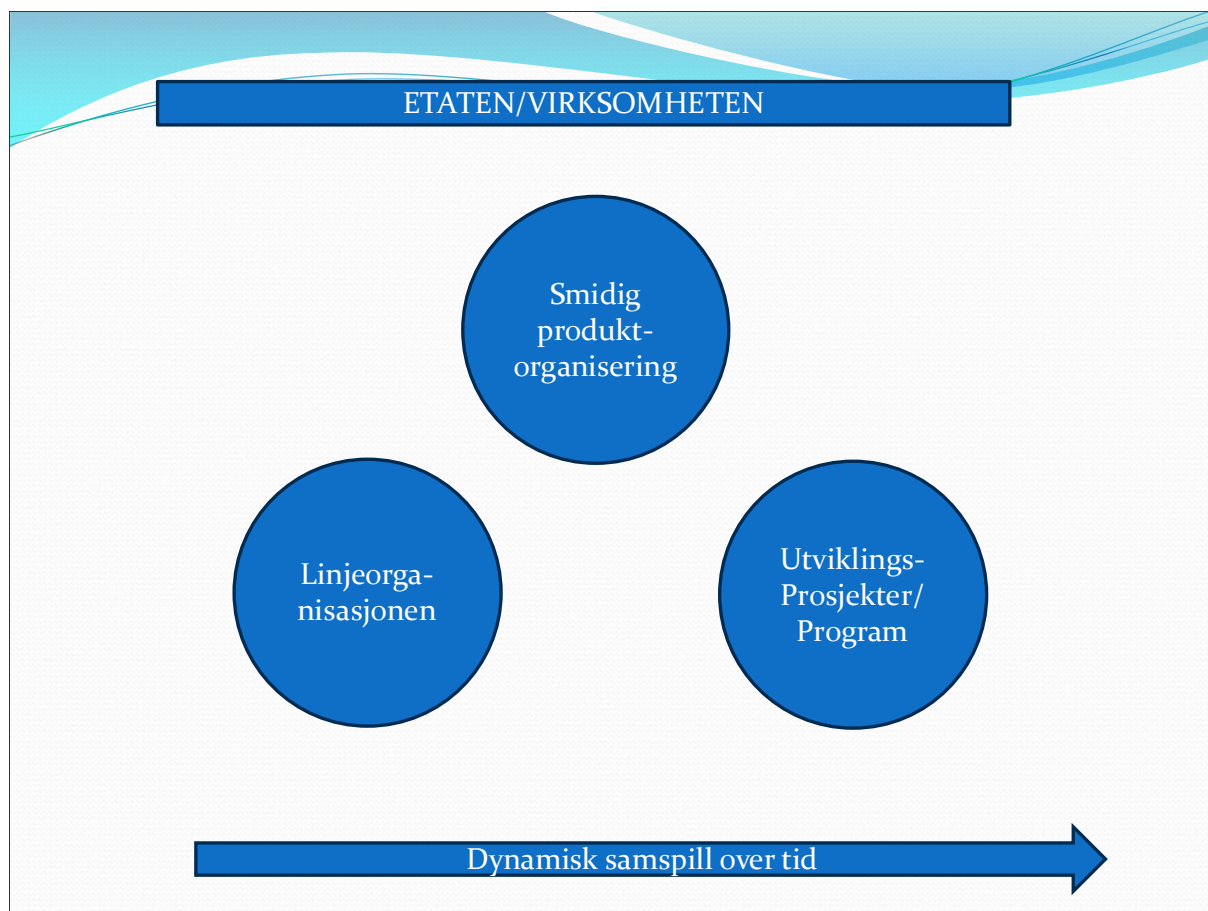 ETATEN/VIRKSOMHETEN
Smidig
produkt-
organisering
Linjeorga-
nisasjonen
Utviklings-
Prosjekter/
Program
Dynamisk samspill over tid